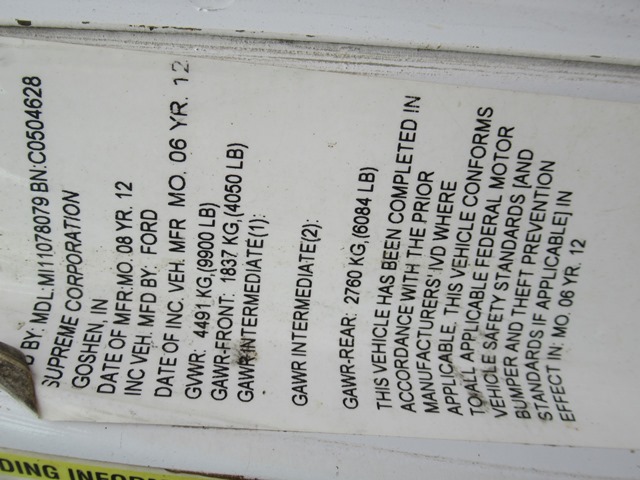 BY: MDL:MI11078079 BN:C0504628
SUPREME CORPORATION
GOSHEN, IN
DATE OF MFR:MO. 08 YR. 12
INC VEH. MFD BY: FORD
DATE OF INC. VEH. MFR MO. 06 YR. 12
GVWR: 4491 KG,(9900 LB)
GAWR-FRONT: 1837 KG,(4050 LB)
GAWR INTERMEDIATE(1):
GAWR INTERMEDIATE(2):
GAWR-REAR: 2760 KG,(6084 LB)
THIS VEHICLE HAS BEEN COMPLETED IN
ACCORDANCE WITH THE PRIOR
MANUFACTURERS' IVD WHERE
APPLICABLE. THIS VEHICLE CONFORMS
TO ALL APPLICABLE FEDERAL MOTOR
VEHICLE SAFETY STANDARDS [AND
BUMPER AND THEFT PREVENTION
STANDARDS IF APPLICABLE] IN
EFFECT IN: MO. 06 YR. 12